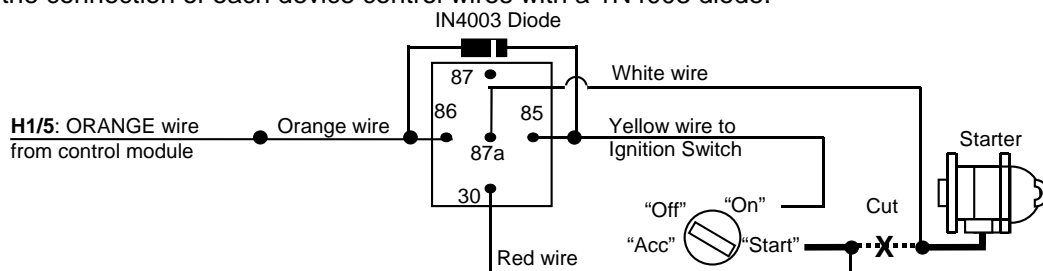 the connection of each device control wires with a 1N4003 diode.
IN4003 Diode
87
White wire
86
85
H1/5: ORANGE wire
from control module
Orange wire
87a
Yellow wire to
Ignition Switch
Starter
30
“Off”
“On”
Cut
“Acc”
“Start”
X
Red wire